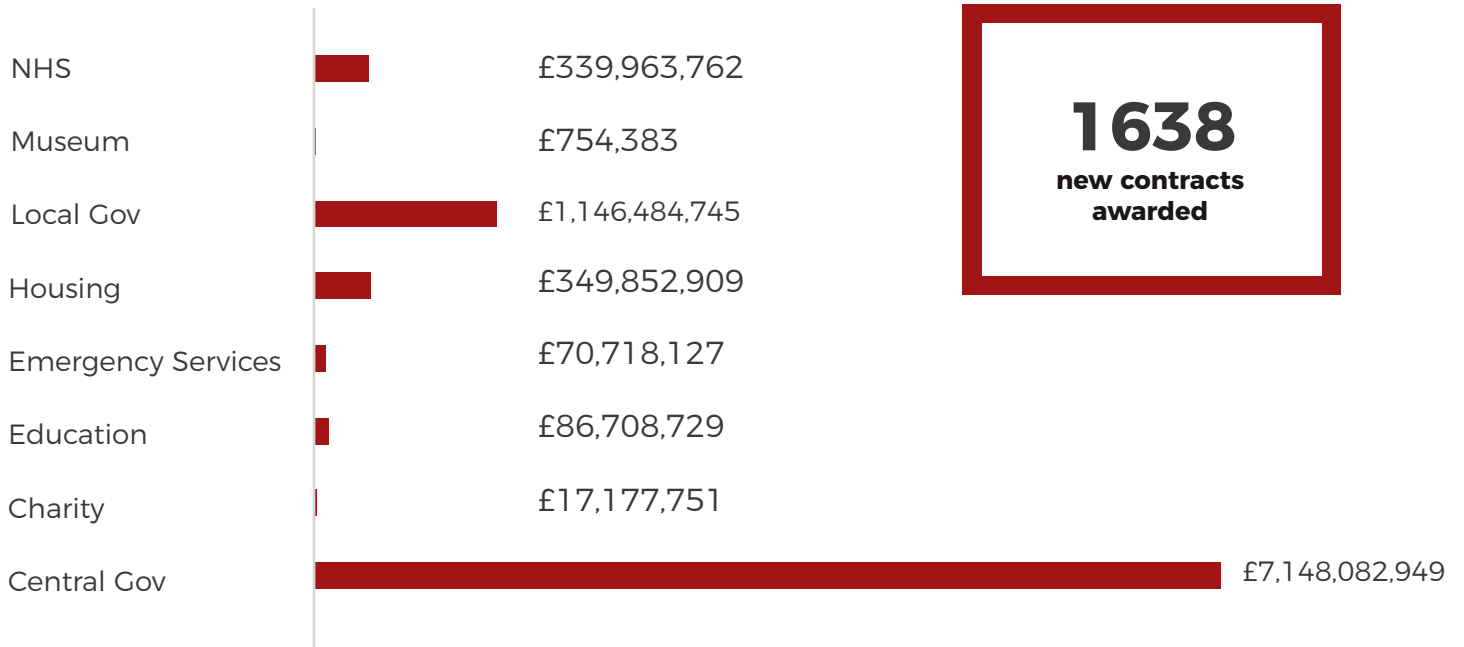 NHS £339,963,762
Museum £754,383
Local Gov £1,146,484,745
Housing £349,852,909
Emergency Services £70,718,127
Education £86,708,729
Charity £17,177,751
Central Gov £7,148,082,949
1638
new contracts
awarded